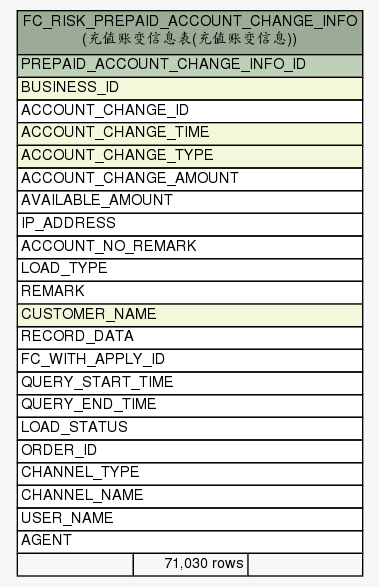 FC_RISK_PREPAID_ACCOUNT_CHANGE_INFO
(充值账变信息表(充值账变信息))
PREPAID_ACCOUNT_CHANGE_INFO_ID
BUSINESS_ID
ACCOUNT_CHANGE_ID
ACCOUNT_CHANGE_TIME
ACCOUNT_CHANGE_TYPE
ACCOUNT_CHANGE_AMOUNT
AVAILABLE_AMOUNT
IP_ADDRESS
ACCOUNT_NO_REMARK
LOAD_TYPE
REMARK
CUSTOMER_NAME
RECORD_DATA
FC_WITH_APPLY_ID
QUERY_START_TIME
QUERY_END_TIME
LOAD_STATUS
ORDER_ID
CHANNEL_TYPE
CHANNEL_NAME
USER_NAME
AGENT
71,030 rows